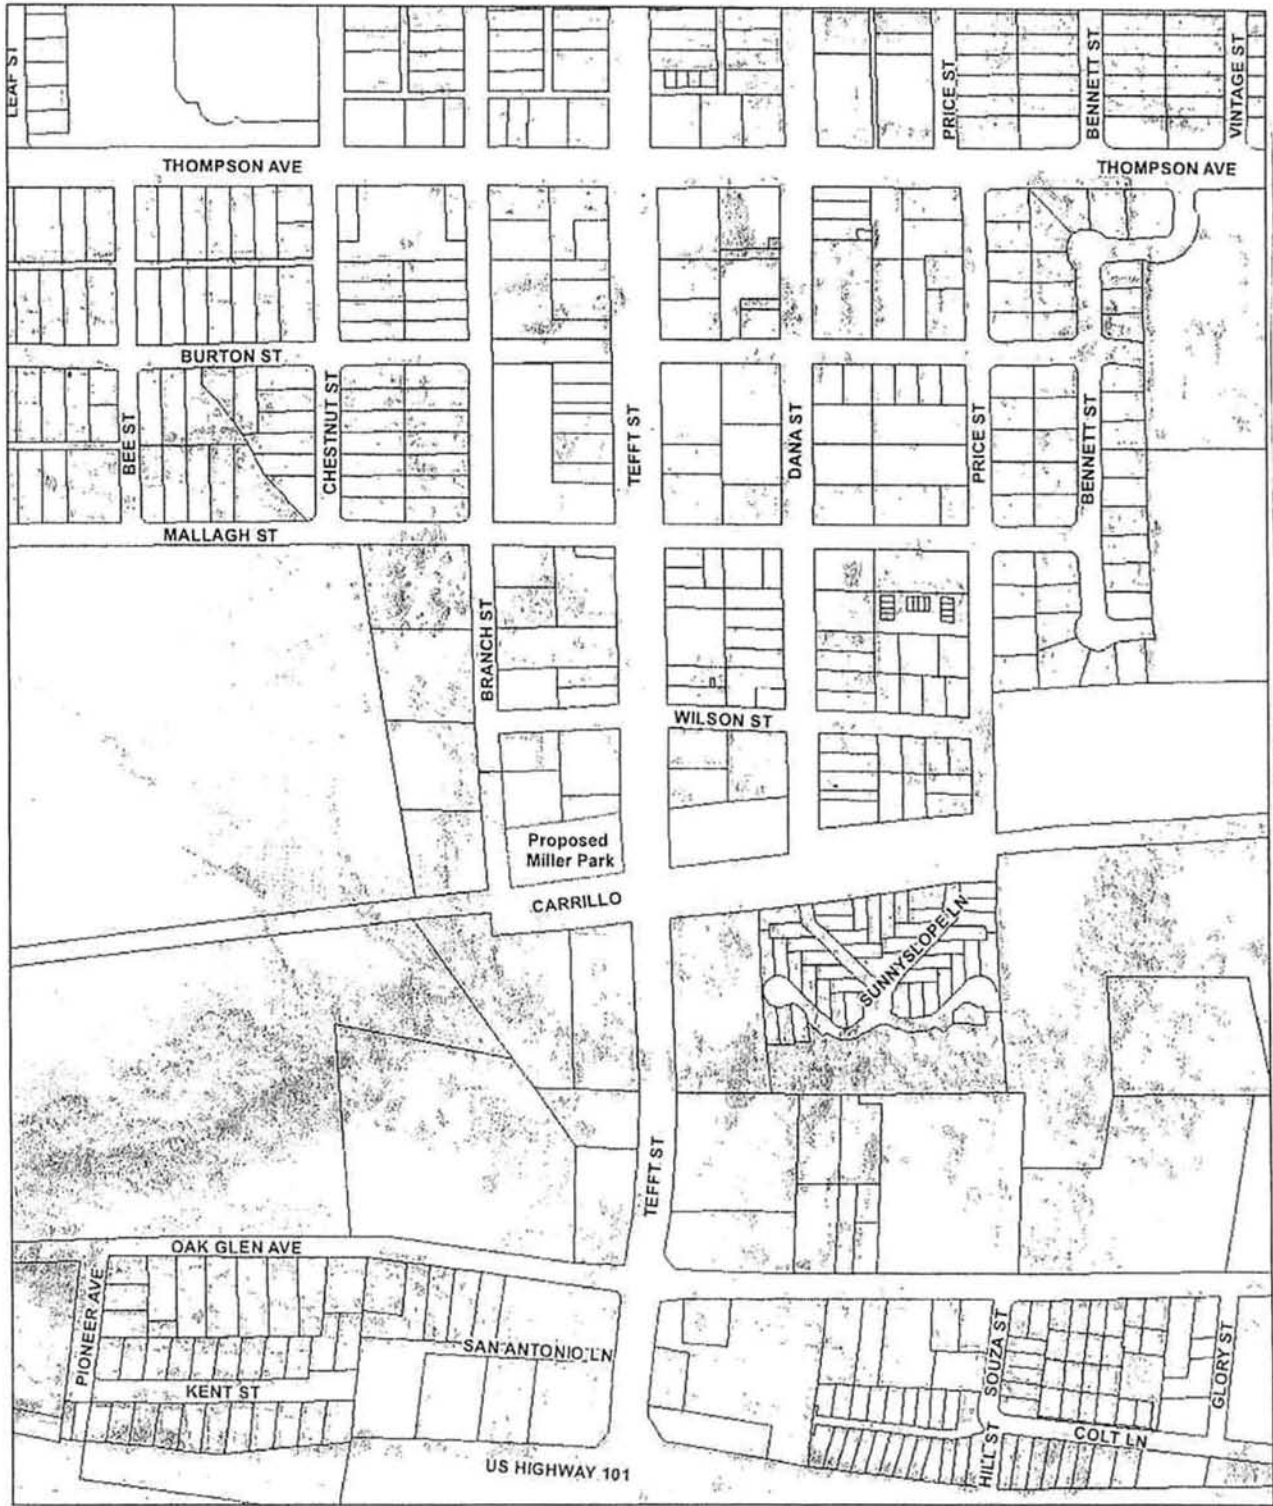 LEAF ST
PRICE ST
BENNETT ST
VINTAGE ST
THOMPSON AVE
THOMPSON AVE
BURTON ST
BEE ST
CHESTNUT ST
TEFFT ST
DANA ST
PRICE ST
BENNETT ST
MALLAGH ST
BRANCH ST
WILSON ST
Proposed
Miller Park
CARRILLO
SUNNYSLOPE LN
TEFFT ST
OAK GLEN AVE
PIONEER AVE
SAN ANTONIO LN
KENT ST
SOUZA ST
GLORY ST
HILL ST
COLT LN
US HIGHWAY 101